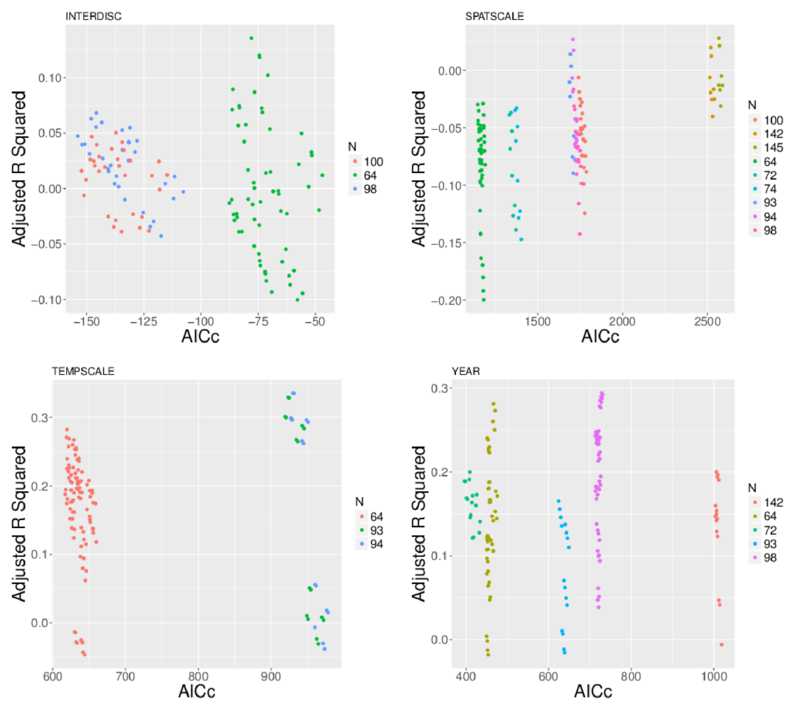 INTERDISC
Adjusted R Squared
0.10
0.05
0.00
−0.05
−0.10
−150 −125 −100 −75 −50
AICc
N
100
64
98
SPATSCALE
Adjusted R Squared
0.00
−0.05
−0.10
−0.15
−0.20
1500 2000 2500
AICc
N
100
142
145
64
72
74
93
94
98
TEMPSCALE
Adjusted R Squared
0.3
0.2
0.1
0.0
600 700 800 900
AICc
N
64
93
94
YEAR
Adjusted R Squared
0.3
0.2
0.1
0.0
400 600 800 1000
AICc
N
142
64
72
93
98